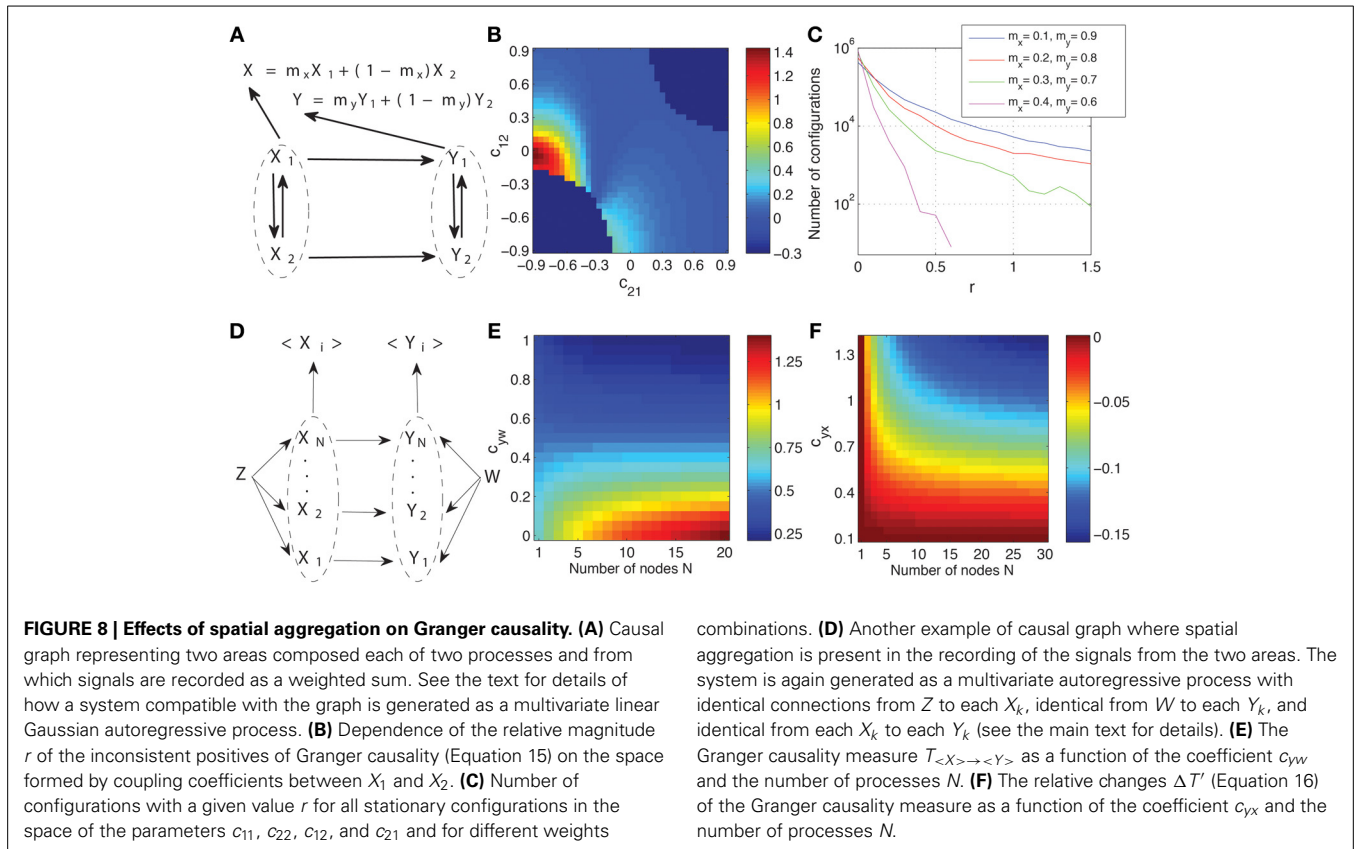 A
X = m_x X_1 + ( 1 − m_x) X_2
Y = m_y Y_1 + ( 1 − m_y) Y_2
X_1
Y_1
X_2
Y_2
B
0.9
0.6
0.3
0
−0.3
−0.6
−0.9
c_12
−0.9 −0.6 −0.3 0 0.3 0.6 0.9
c_21
1.4
1.2
1
0.8
0.6
0.4
0.2
0
−0.3
C
m_x = 0.1, m_y = 0.9
m_x = 0.2, m_y = 0.8
m_x = 0.3, m_y = 0.7
m_x = 0.4, m_y = 0.6
Number of configurations
10^6
10^4
10^2
0 0.5 1 1.5
r
D
< X_i > < Y_i >
X_N Y_N
Z
W
X_2 Y_2
X_1 Y_1
E
1
0.8
0.6
0.4
0.2
0
c_yw
1 5 10 15 20
Number of nodes N
1.25
1
0.75
0.5
0.25
F
1.3
1
0.7
0.4
0.1
c_yx
1 5 10 15 20 25 30
Number of nodes N
0
−0.05
−0.1
−0.15
FIGURE 8 | Effects of spatial aggregation on Granger causality. (A) Causal
graph representing two areas composed each of two processes and from
which signals are recorded as a weighted sum. See the text for details of
how a system compatible with the graph is generated as a multivariate linear
Gaussian autoregressive process. (B) Dependence of the relative magnitude
r of the inconsistent positives of Granger causality (Equation 15) on the space
formed by coupling coefficients between X_1 and X_2. (C) Number of
configurations with a given value r for all stationary configurations in the
space of the parameters c_11, c_22, c_12, and c_21 and for different weights
combinations. (D) Another example of causal graph where spatial
aggregation is present in the recording of the signals from the two areas. The
system is again generated as a multivariate autoregressive process with
identical connections from Z to each X_k, identical from W to each Y_k, and
identical from each X_k to each Y_k (see the main text for details). (E) The
Granger causality measure T_<X>→<Y> as a function of the coefficient c_yw
and the number of processes N. (F) The relative changes ΔT′ (Equation 16)
of the Granger causality measure as a function of the coefficient c_yx and the
number of processes N.